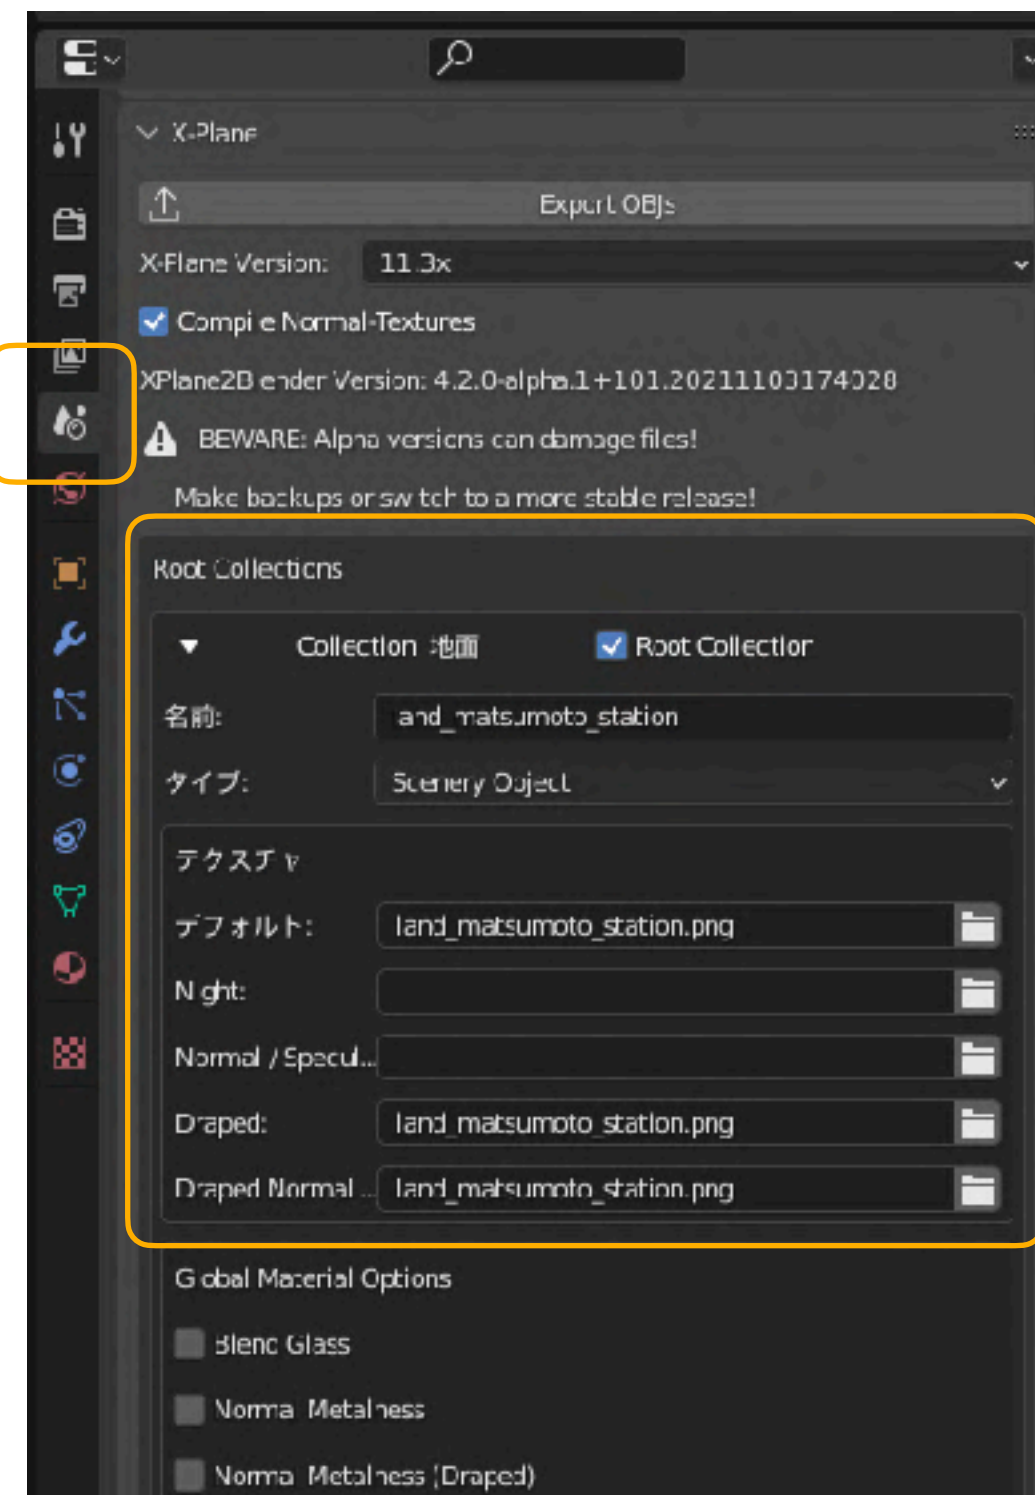 X-Plane
Export OBJs
X-Plane Version: 11.3x
Compile Normal-Textures
XPlane2Blender Version: 4.2.0-alpha.1+101.20211103174028
BEWARE: Alpha versions can damage files!
Make backups or switch to a more stable release!
Root Collections
Collection 地面 Root Collection
名前: land_matsumoto_station
タイプ: Scenery Object
テクスチャ
デフォルト: land_matsumoto_station.png
Night:
Normal / Specul...
Draped: land_matsumoto_station.png
Draped Normal ... land_matsumoto_station.png
Global Material Options
Blend Glass
Normal Metalness
Normal Metalness (Draped)